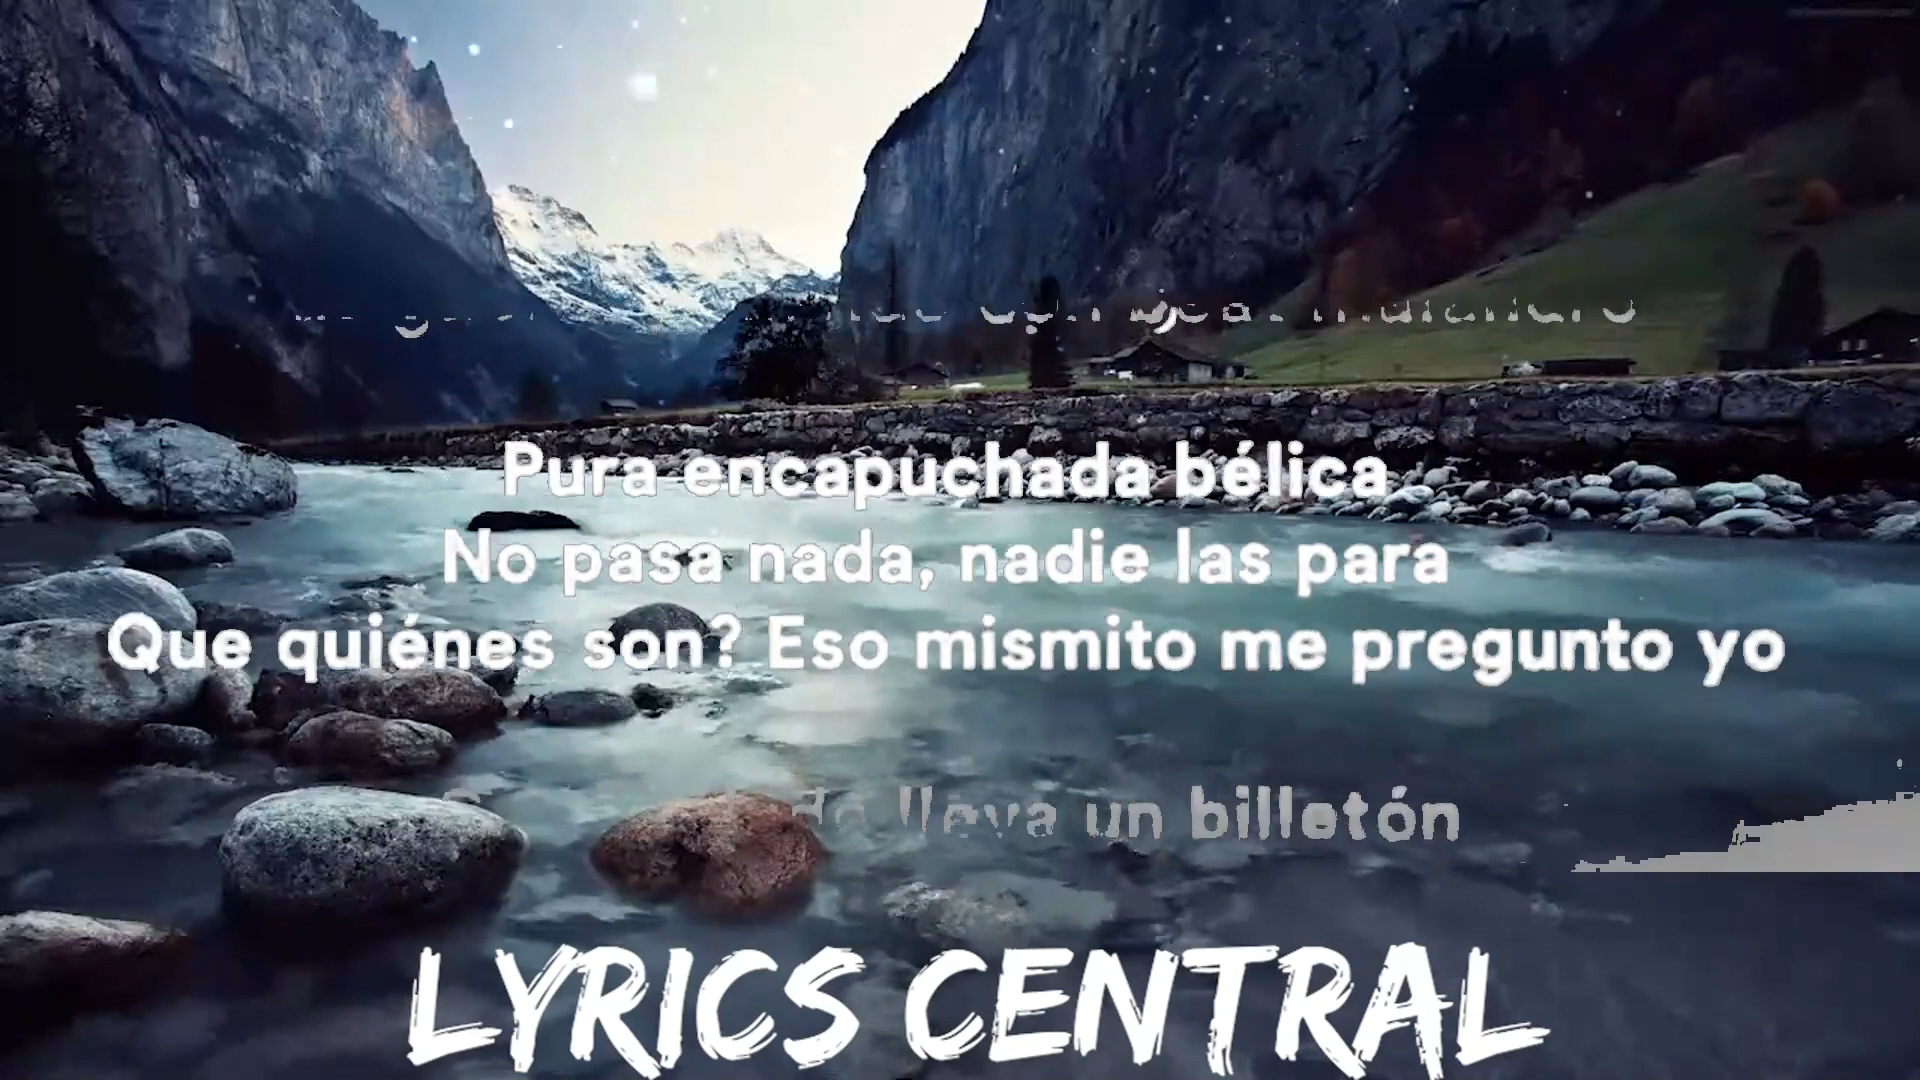 Pura encapuchada bélica
No pasa nada, nadie las para
Que quiénes son? Eso mismito me pregunto yo
lleva un billetón
LYRICS CENTRAL